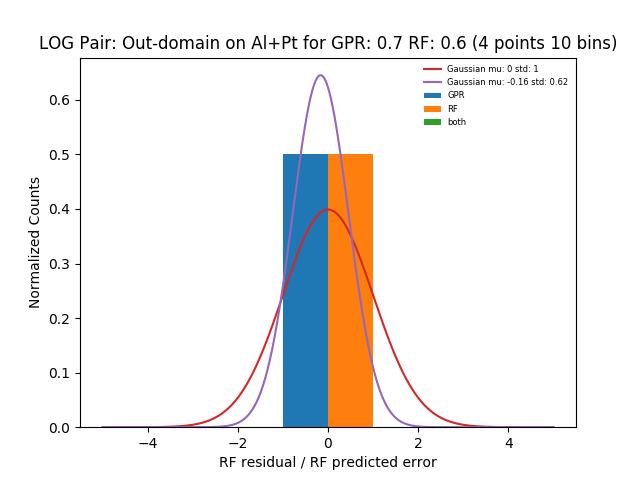 LOG Pair: Out-domain on Al+Pt for GPR: 0.7 RF: 0.6 (4 points 10 bins)
Gaussian mu: 0 std: 1
Gaussian mu: -0.16 std: 0.62
GPR
RF
both
Normalized Counts
0.6
0.5
0.4
0.3
0.2
0.1
0.0
−4
−2
0
2
4
RF residual / RF predicted error